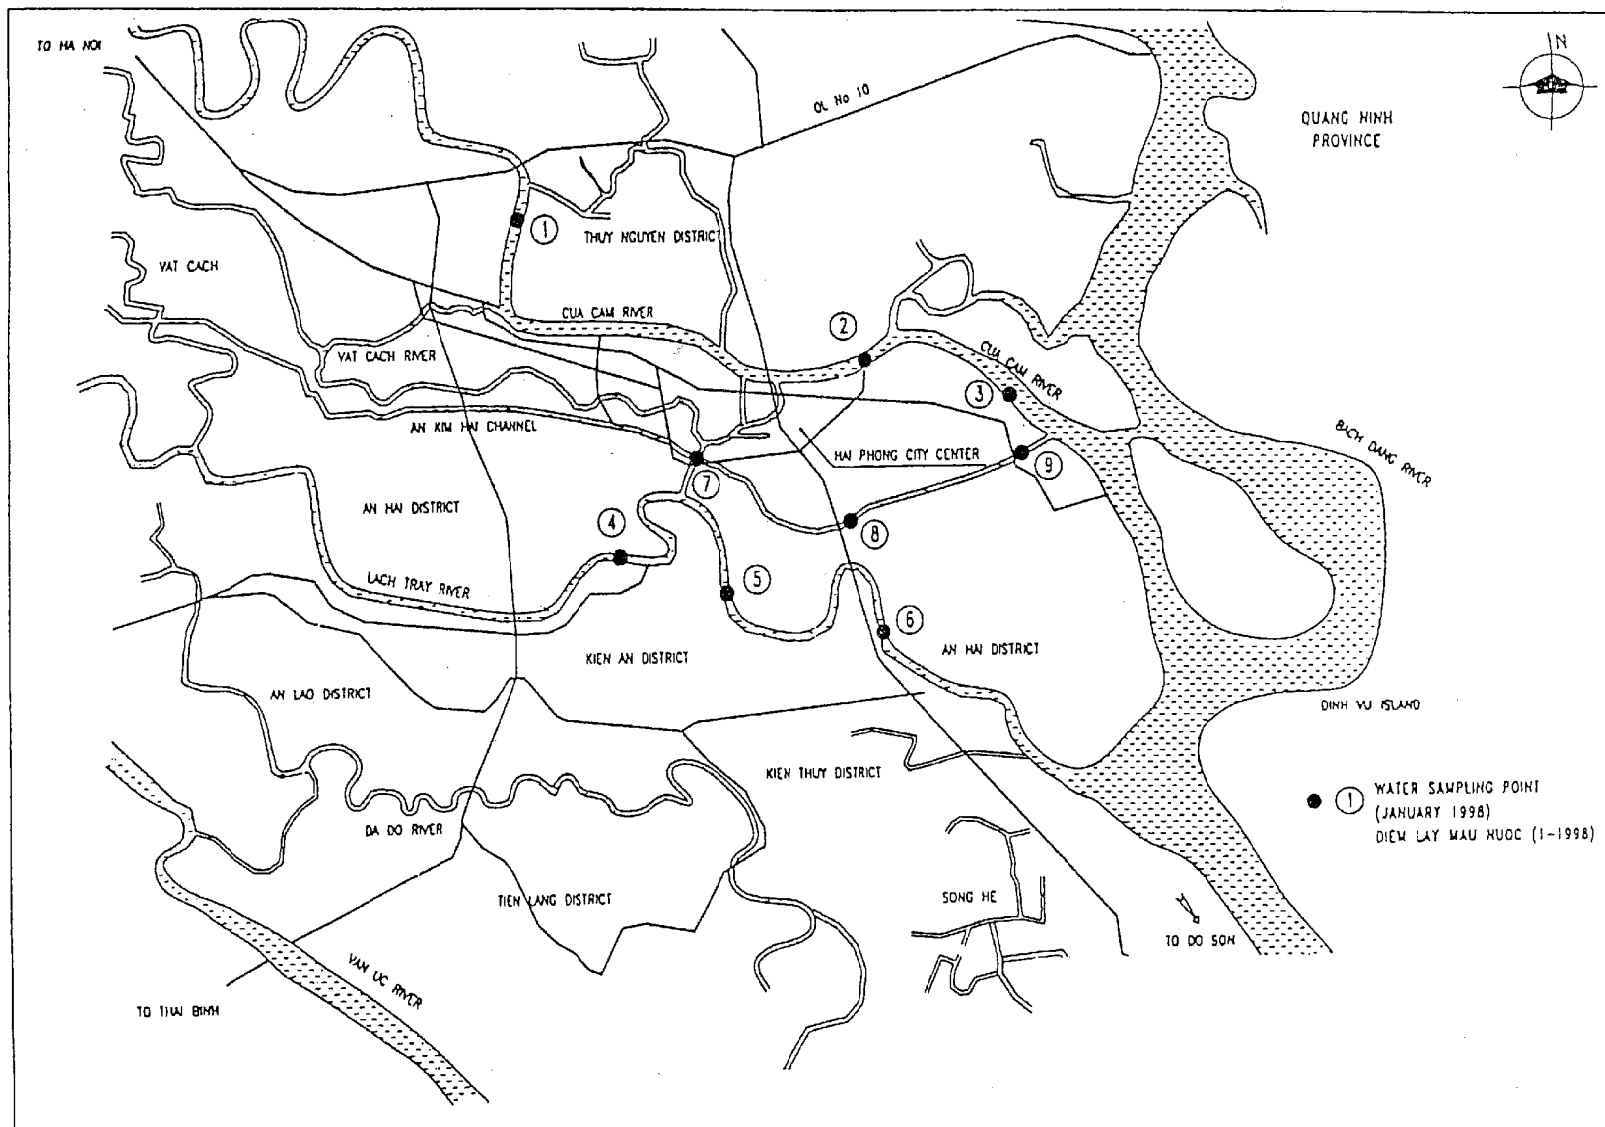 TO HA NOI
N
QL No 10
QUANG NINH
PROVINCE
1
THUY NGUYEN DISTRICT
VAT CACH
CUA CAM RIVER
2
VAT CACH RIVER
CUA CAM RIVER
3
AN KIM HAI CHANNEL
HAI PHONG CITY CENTER
BACH DANG RIVER
9
7
AN HAI DISTRICT
4
8
LACH TRAY RIVER
5
6
AN HAI DISTRICT
KIEN AN DISTRICT
AN LAO DISTRICT
DINH VU ISLAND
KIEN THUY DISTRICT
1 WATER SAMPLING POINT
(JANUARY 1998)
DIEM LAY MAU NUOC (1-1998)
DA DO RIVER
TIEN LANG DISTRICT
SONG HE
TO DO SON
VAN UC RIVER
TO THAI BINH